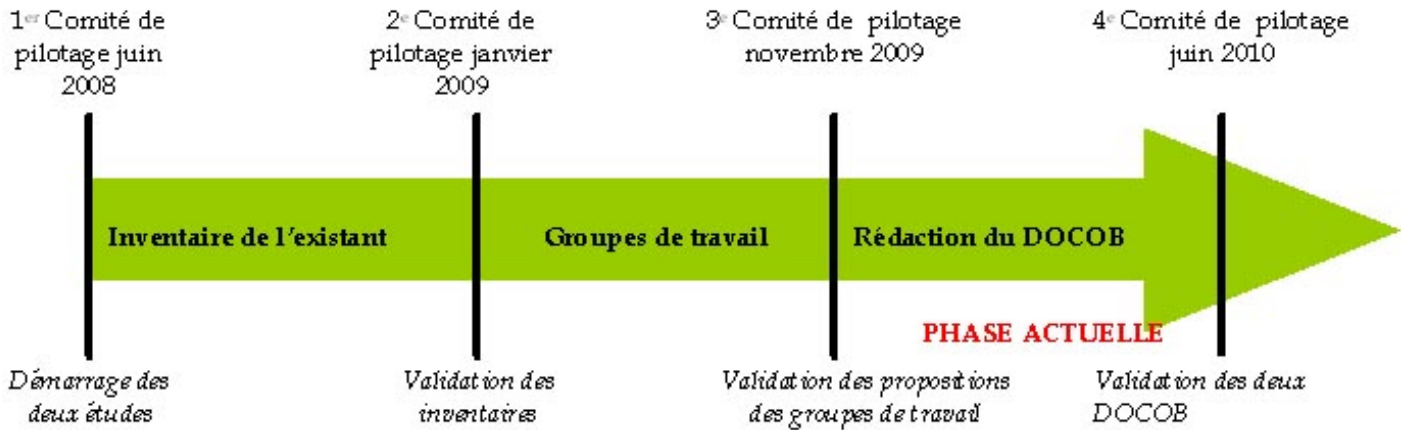 1er Comité de
pilotage juin
2008
2e Comité de
pilotage janvier
2009
3e Comité de pilotage
novembre 2009
4e Comité de pilotage
juin 2010
Inventaire de l'existant
Groupes de travail
Rédaction du DOCOB
PHASE ACTUELLE
Démarrage des
deux études
Validation des
inventaires
Validation des propositions
des groupes de travail
Validation des deux
DOCOB